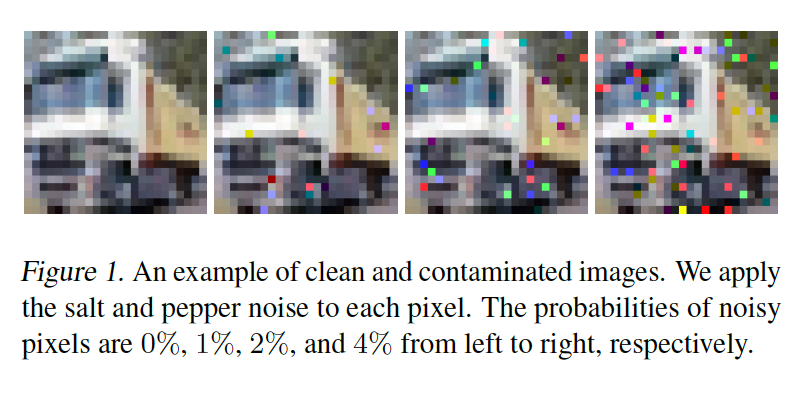 Figure 1. An example of clean and contaminated images. We apply
the salt and pepper noise to each pixel. The probabilities of noisy
pixels are 0%, 1%, 2%, and 4% from left to right, respectively.